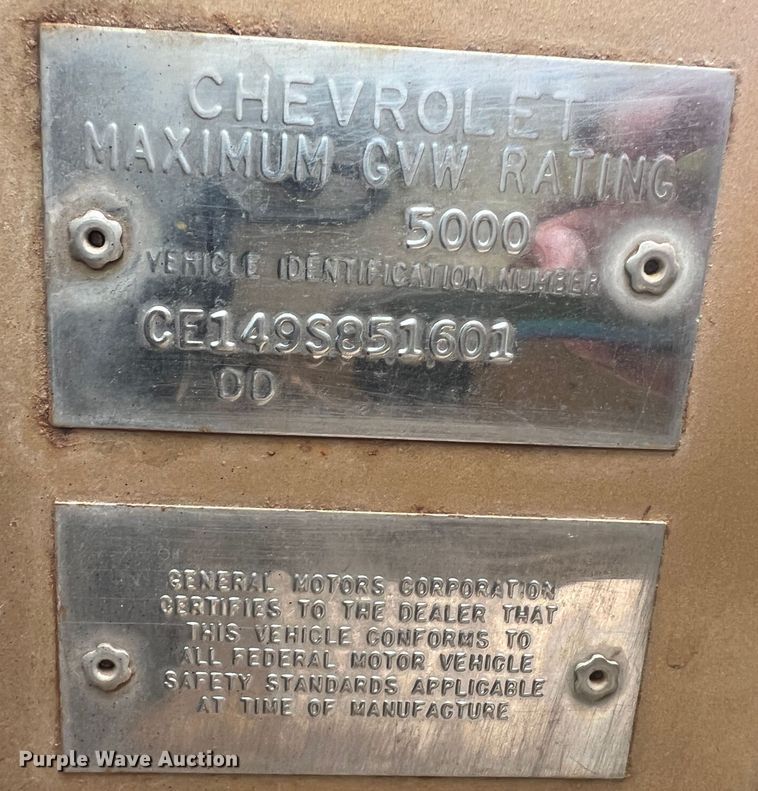 CHEVROLET
MAXIMUM GVW RATING
5000
VEHICLE IDENTIFICATION NUMBER
CE149S851601
DD
GENERAL MOTORS CORPORATION
CERTIFIES TO THE DEALER THAT
THIS VEHICLE CONFORMS TO
ALL FEDERAL MOTOR VEHICLE
SAFETY STANDARDS APPLICABLE
AT TIME OF MANUFACTURE
Purple Wave Auction